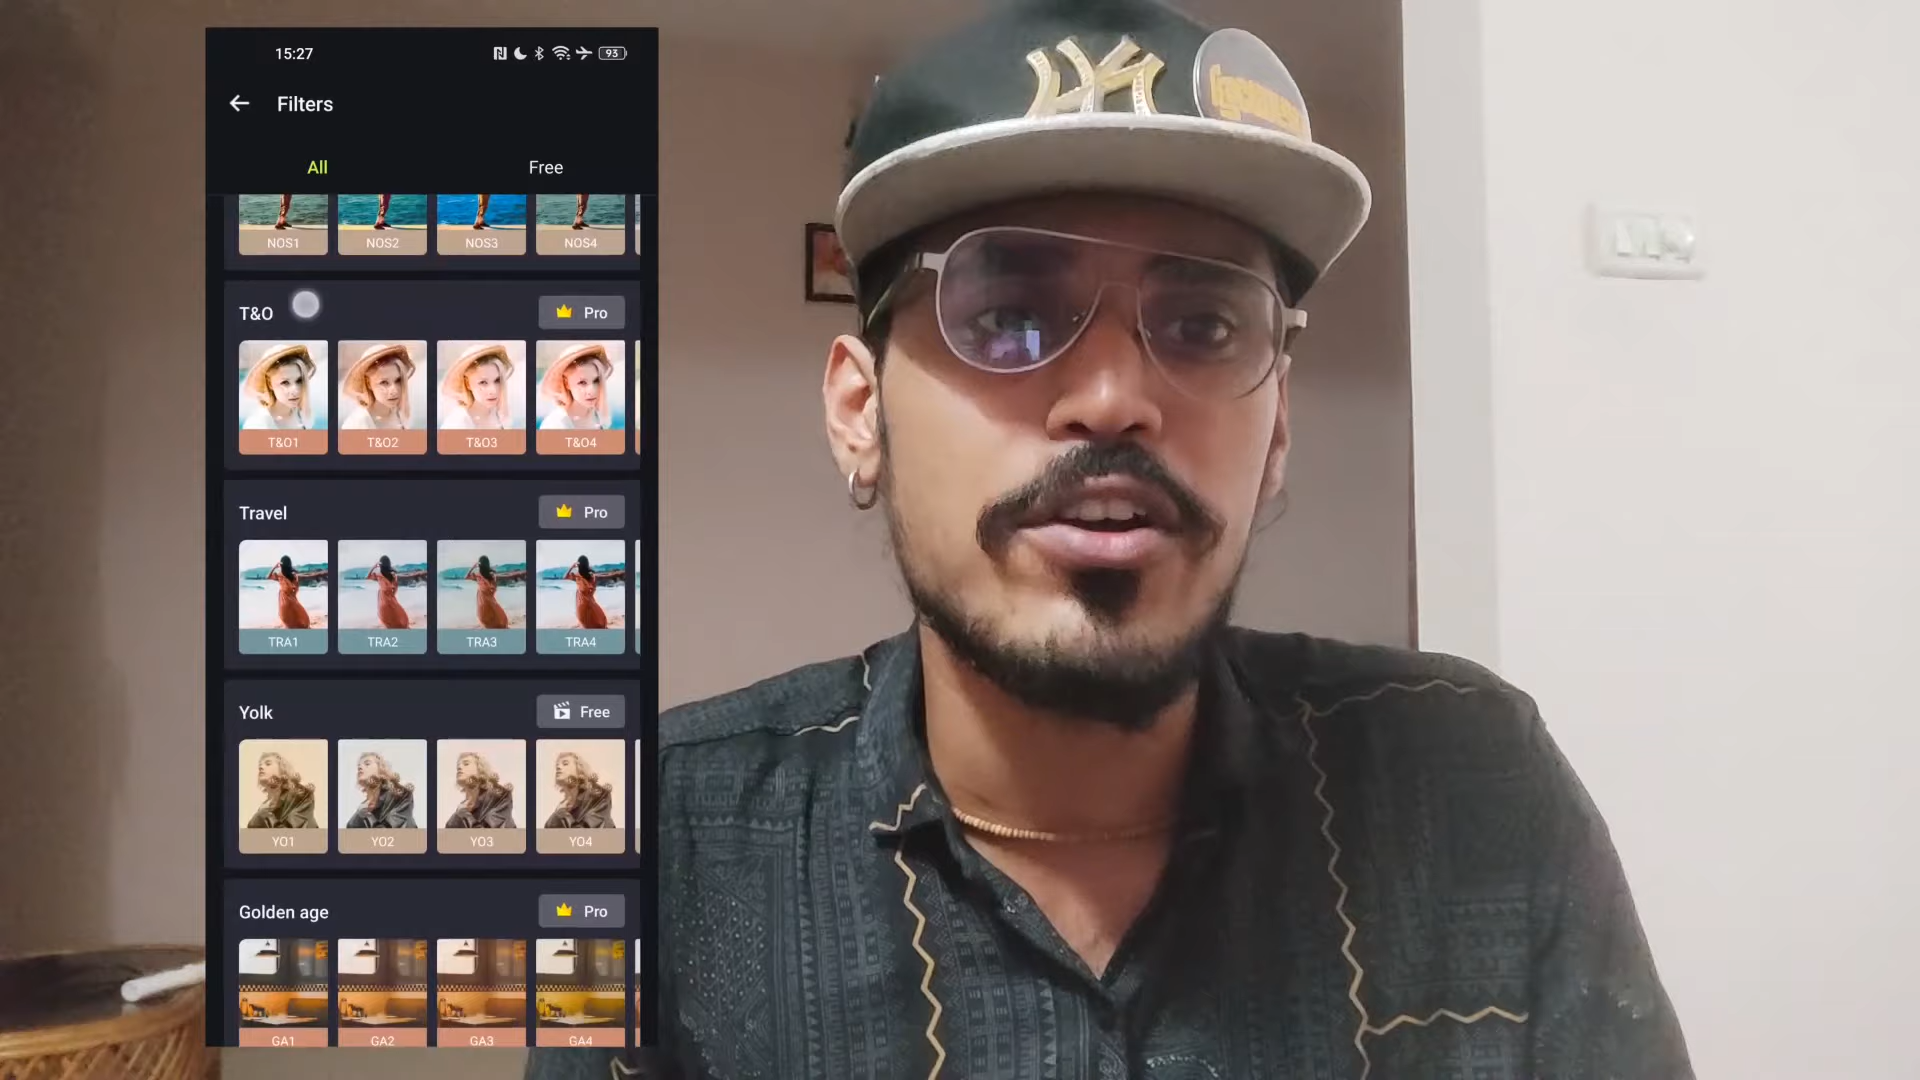 15:27
93
Filters
All
Free
NOS1
NOS2
NOS3
NOS4
T&O
Pro
T&O1
T&O2
T&O3
T&O4
Travel
Pro
TRA1
TRA2
TRA3
TRA4
Yolk
Free
YO1
YO2
YO3
YO4
Golden age
Pro
GA1
GA2
GA3
GA4
NY